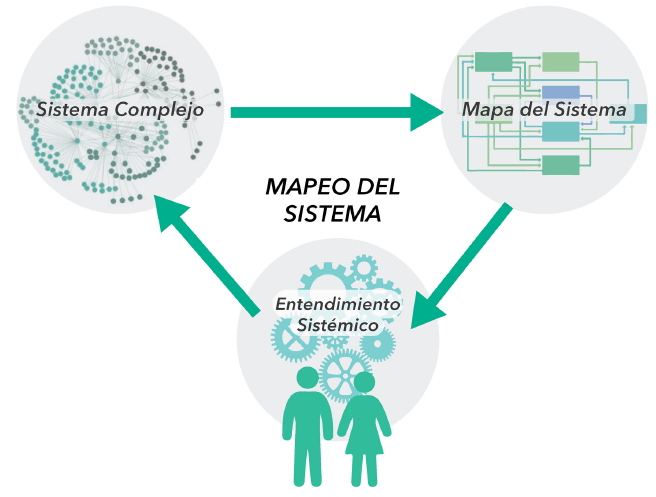 Sistema Complejo
Mapa del Sistema
MAPEO DEL
SISTEMA
Entendimiento
Sistémico